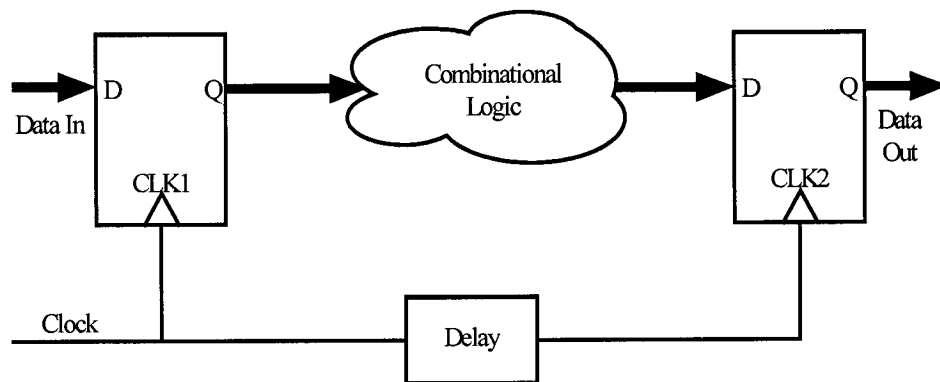 D
Q
Data In
CLK1
Combinational
Logic
D
Q
Data
Out
CLK2
Clock
Delay